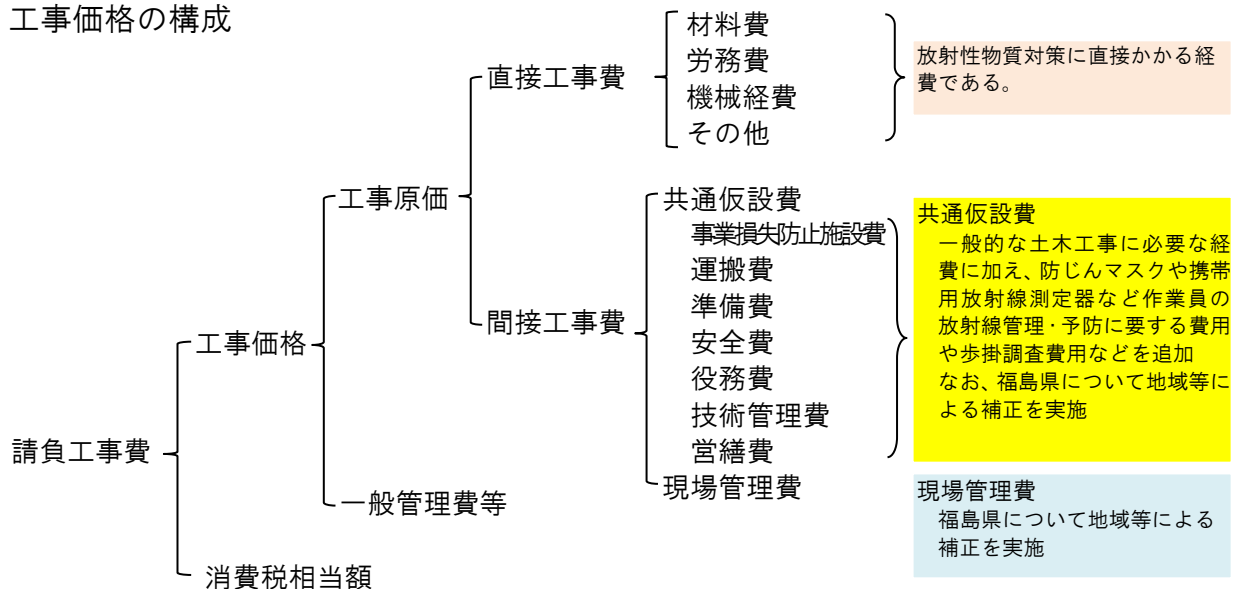 工事価格の構成
請負工事費
工事価格
消費税相当額
工事原価
一般管理費等
直接工事費
間接工事費
材料費
労務費
機械経費
その他
共通仮設費
事業損失防止施設費
運搬費
準備費
安全費
役務費
技術管理費
営繕費
現場管理費
放射性物質対策に直接かかる経
費である。
共通仮設費
一般的な土木工事に必要な経
費に加え、防じんマスクや携帯
用放射線測定器など作業員の
放射線管理・予防に要する費用
や歩掛調査費用などを追加
なお、福島県について地域等に
よる補正を実施
現場管理費
福島県について地域等による
補正を実施